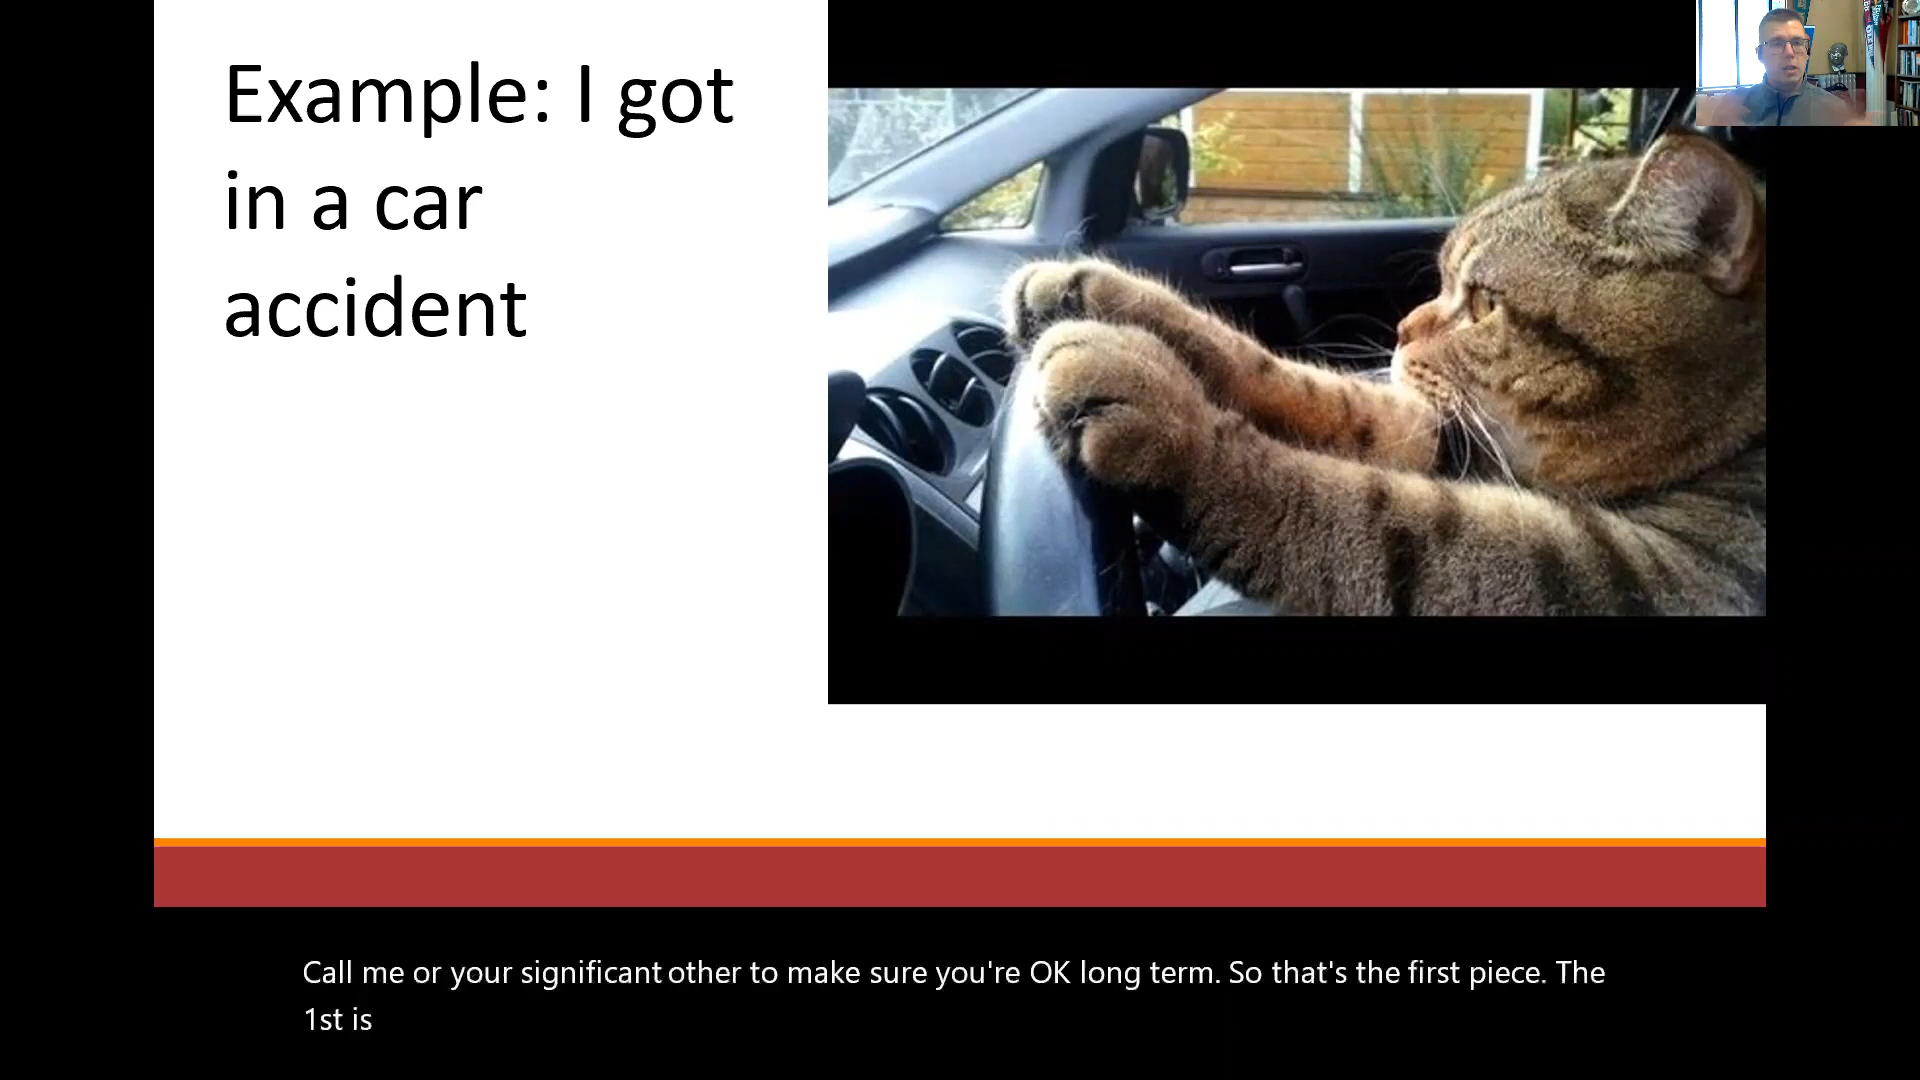 Example: I got
in a car
accident
Call me or your significant other to make sure you're OK long term. So that's the first piece. The
1st is